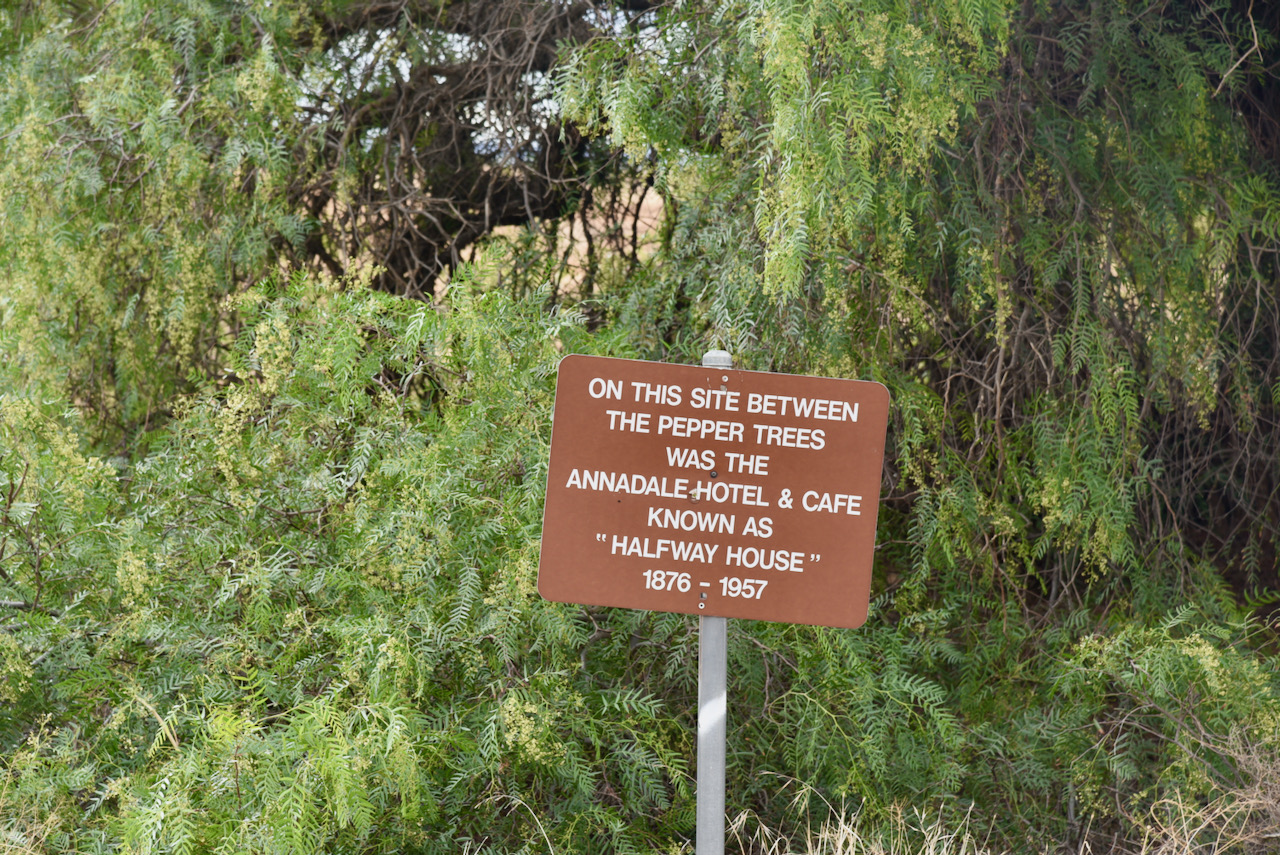 ON THIS SITE BETWEEN
THE PEPPER TREES
WAS THE
ANNADALE HOTEL & CAFE
KNOWN AS
“HALFWAY HOUSE”
1876 - 1957